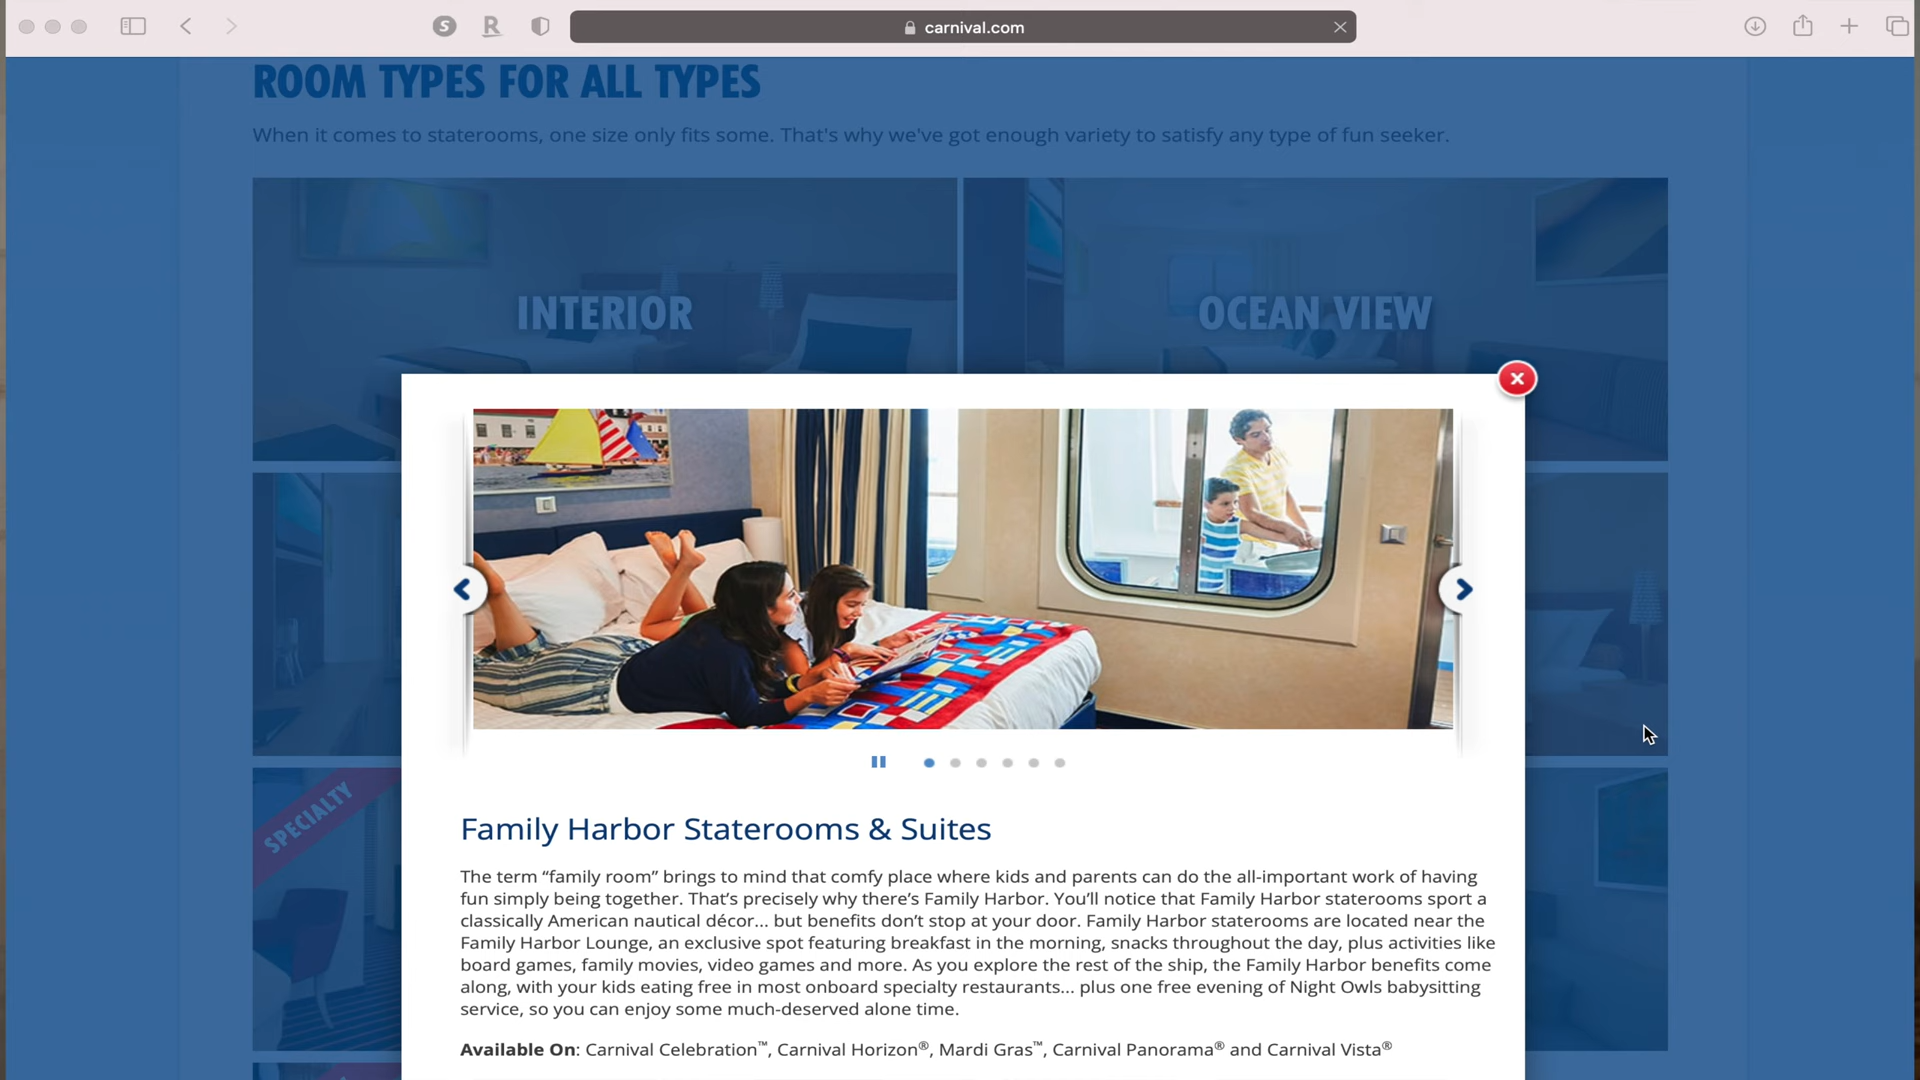 carnival.com
ROOM TYPES FOR ALL TYPES
When it comes to staterooms, one size only fits some. That's why we've got enough variety to satisfy any type of fun seeker.
INTERIOR
OCEAN VIEW
SPECIALTY
Family Harbor Staterooms & Suites
The term “family room” brings to mind that comfy place where kids and parents can do the all-important work of having
fun simply being together. That’s precisely why there’s Family Harbor. You’ll notice that Family Harbor staterooms sport a
classically American nautical décor... but benefits don’t stop at your door. Family Harbor staterooms are located near the
Family Harbor Lounge, an exclusive spot featuring breakfast in the morning, snacks throughout the day, plus activities like
board games, family movies, video games and more. As you explore the rest of the ship, the Family Harbor benefits come
along, with your kids eating free in most onboard specialty restaurants... plus one free evening of Night Owls babysitting
service, so you can enjoy some much-deserved alone time.
Available On: Carnival Celebration™, Carnival Horizon®, Mardi Gras™, Carnival Panorama® and Carnival Vista®